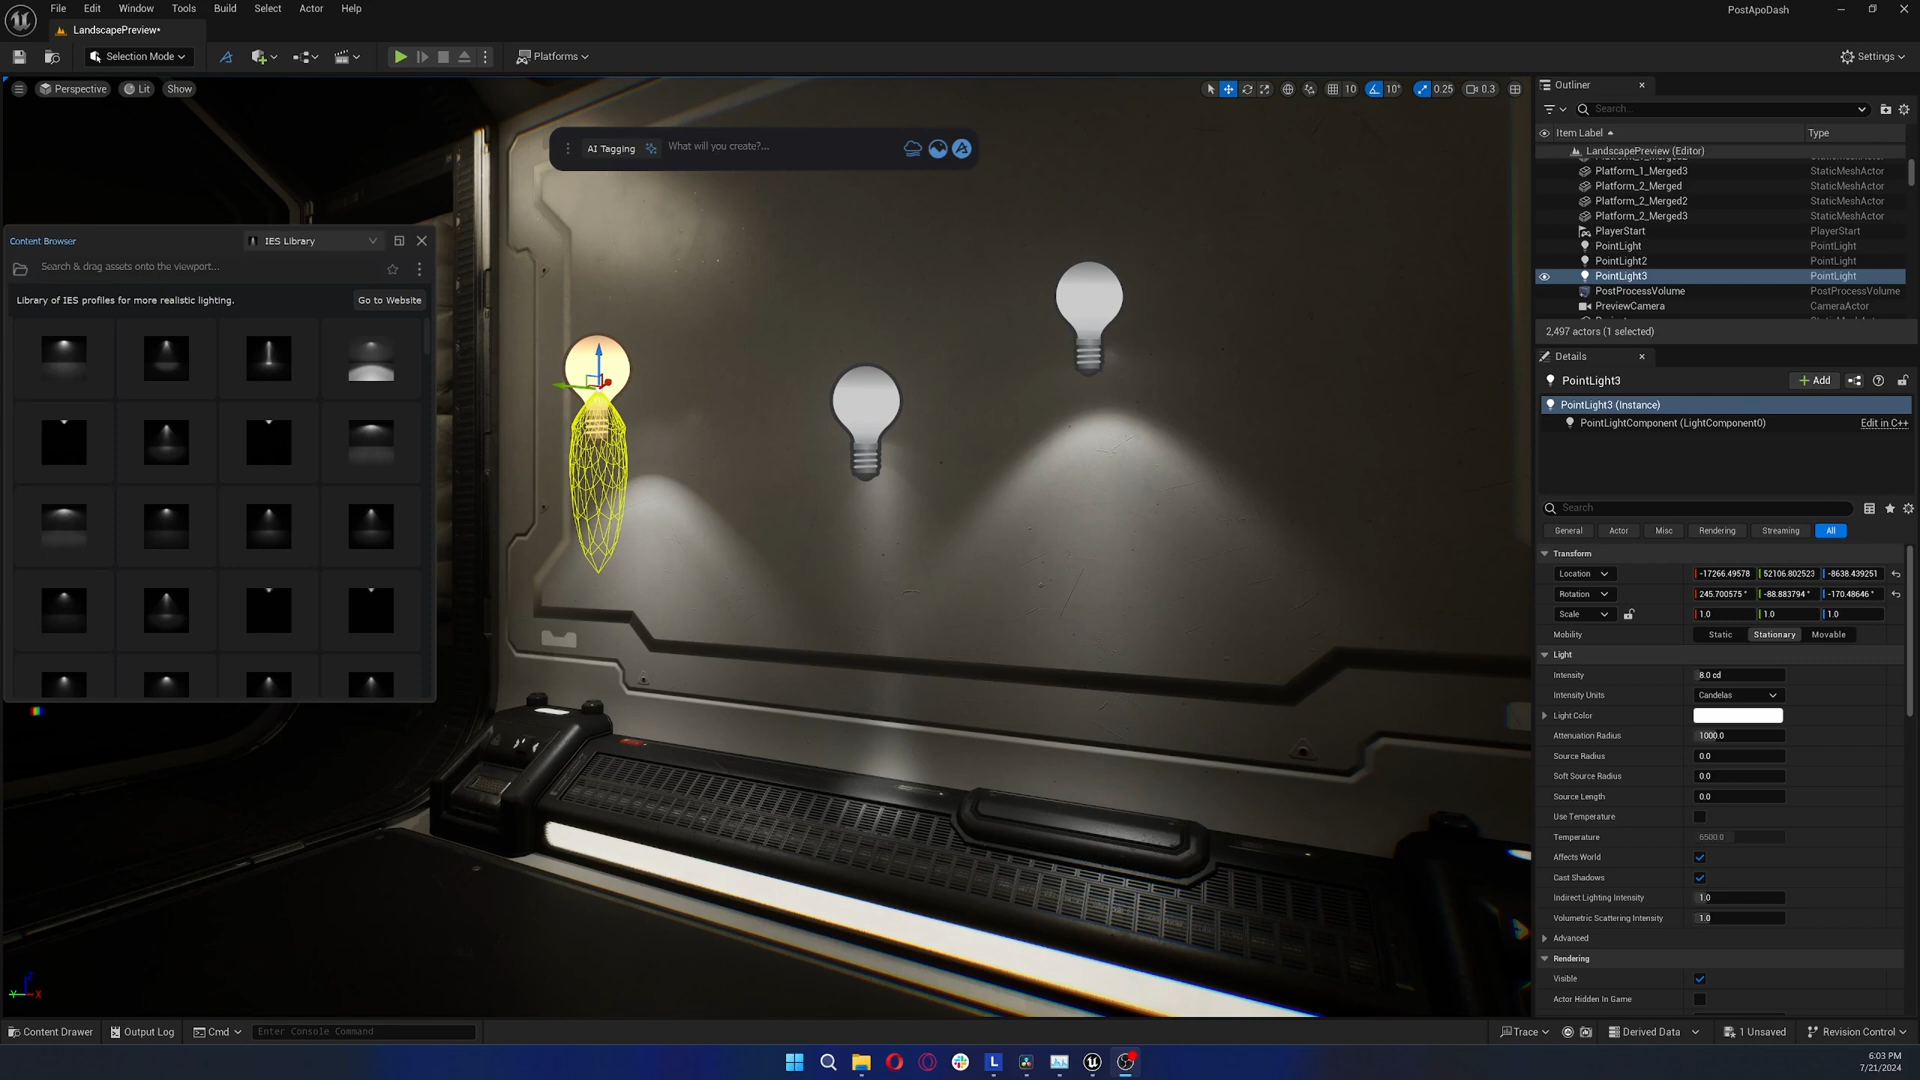 File Edit Window Tools Build Select Actor Help
PostApoDash
LandscapePreview*
Selection Mode
Platforms
Settings
Perspective Lit Show
10 10° 0.25 0.3
AI Tagging What will you create?...
Content Browser
IES Library
Search & drag assets onto the viewport...
Library of IES profiles for more realistic lighting.
Go to Website
Outliner
Search...
Item Label Type
LandscapePreview (Editor)
Platform_1_Merged3 StaticMeshActor
Platform_2_Merged StaticMeshActor
Platform_2_Merged2 StaticMeshActor
Platform_2_Merged3 StaticMeshActor
PlayerStart PlayerStart
PointLight PointLight
PointLight2 PointLight
PointLight3 PointLight
PostProcessVolume PostProcessVolume
PreviewCamera CameraActor
2,497 actors (1 selected)
Details
PointLight3
+ Add
PointLight3 (Instance)
PointLightComponent (LightComponent0) Edit in C++
Search
General Actor Misc Rendering Streaming All
Transform
Location -17266.49578 52106.802523 -8638.439251
Rotation 245.700575° -88.883794° -170.48646°
Scale 1.0 1.0 1.0
Mobility Static Stationary Movable
Light
Intensity 8.0 cd
Intensity Units Candelas
Light Color
Attenuation Radius 1000.0
Source Radius 0.0
Soft Source Radius 0.0
Source Length 0.0
Use Temperature
Temperature 6500.0
Affects World
Cast Shadows
Indirect Lighting Intensity 1.0
Volumetric Scattering Intensity 1.0
Advanced
Rendering
Visible
Actor Hidden In Game
Z
Y X
Content Drawer Output Log Cmd Enter Console Command
Trace Derived Data 1 Unsaved Revision Control
L
6:03 PM
7/21/2024